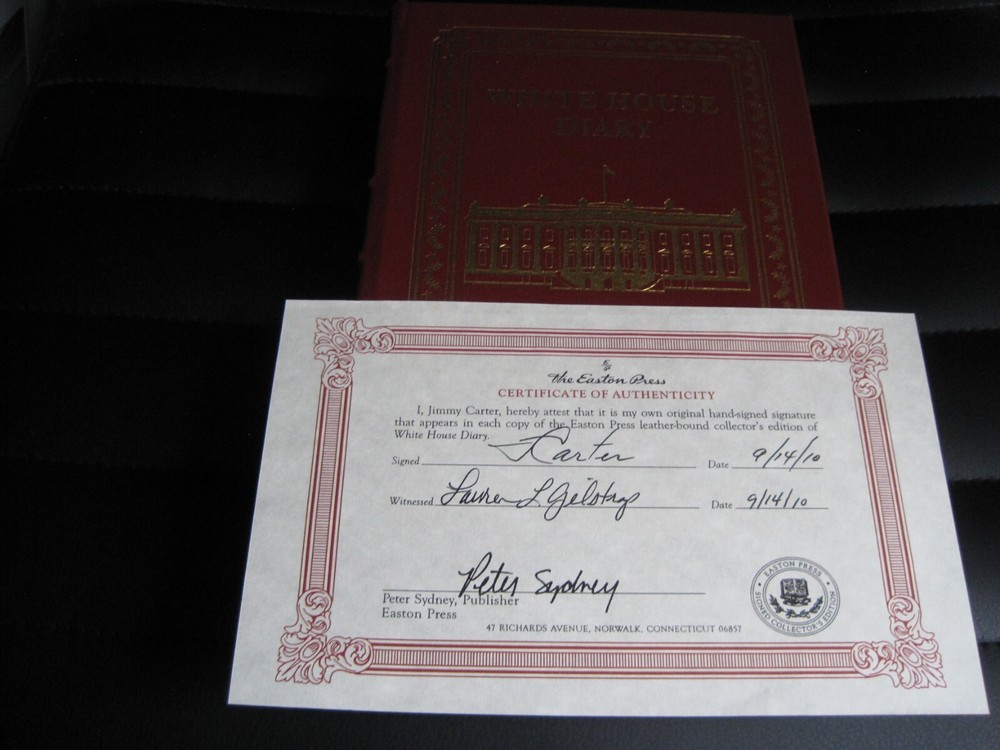 WHITE HOUSE
DIARY
The Easton Press
CERTIFICATE OF AUTHENTICITY
I, Jimmy Carter, hereby attest that it is my own original hand-signed signature
that appears in each copy of the Easton Press leather-bound collector's edition of
White House Diary.
Signed J Carter Date 9/14/10
Witnessed Lauren L Gilstrap Date 9/14/10
Peter Sydney
Peter Sydney, Publisher
Easton Press
47 RICHARDS AVENUE, NORWALK, CONNECTICUT 06857
EASTON PRESS
SIGNED COLLECTOR'S EDITION